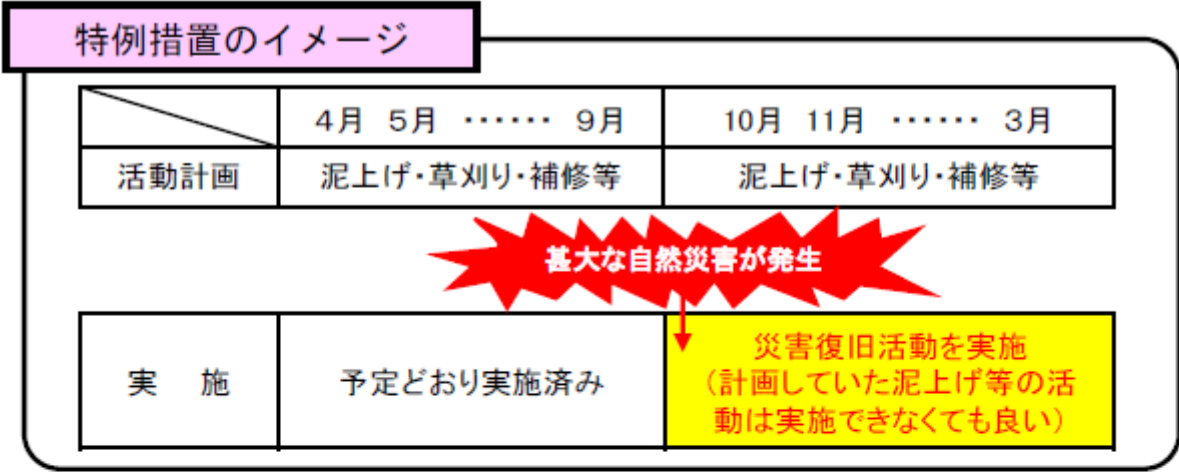 特例措置のイメージ
4月 5月 ・・・・・・ 9月
10月 11月 ・・・・・・ 3月
活動計画
泥上げ・草刈り・補修等
泥上げ・草刈り・補修等
甚大な自然災害が発生
実　施
予定どおり実施済み
災害復旧活動を実施
（計画していた泥上げ等の活
動は実施できなくても良い）